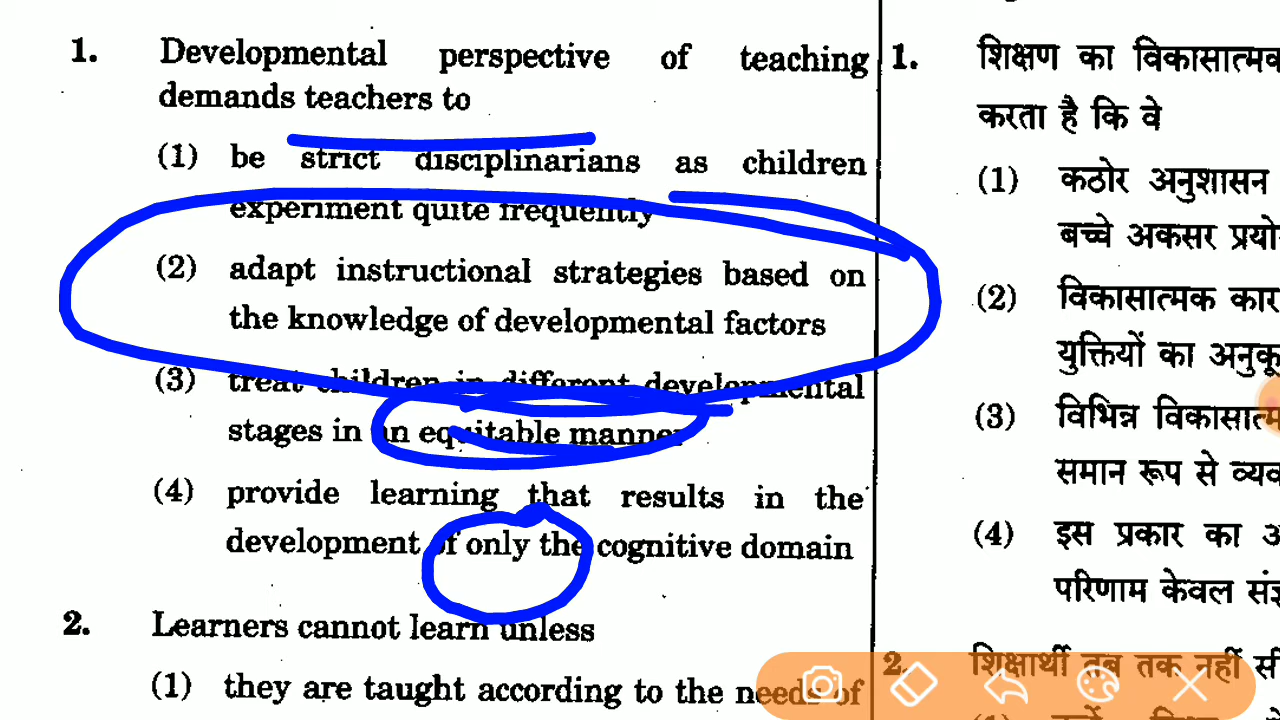 1. Developmental perspective of teaching
demands teachers to
(1) be strict disciplinarians as children
experiment quite frequently
(2) adapt instructional strategies based on
the knowledge of developmental factors
(3) treat children in different developmental
stages in an equitable manner
(4) provide learning that results in the
development of only the cognitive domain
2. Learners cannot learn unless
(1) they are taught according to the needs of
1. शिक्षण का विकासात्मक
करता है कि वे
(1) कठोर अनुशासन
बच्चे अकसर
(2) विकासात्मक
युक्तियों का
(3)
समान रूप से
(4) इस प्रकार का
परिणाम केवल
2. शिक्षार्थी तब तक नहीं